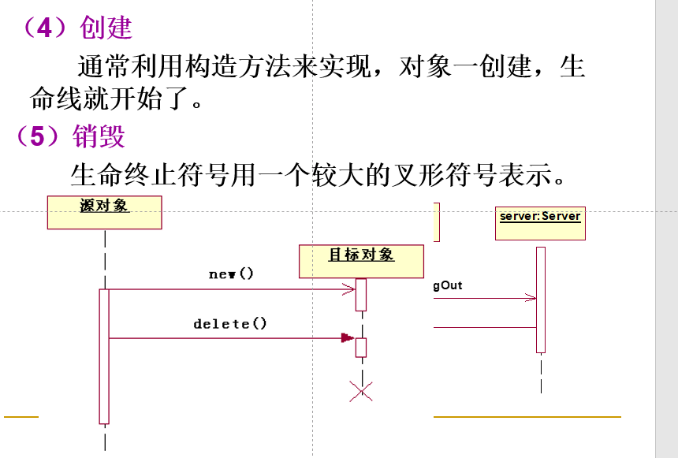 （4）创建
通常利用构造方法来实现，对象一创建，生
命线就开始了。
（5）销毁
生命终止符号用一个较大的叉形符号表示。
源对象
server:Server
目标对象
new()
gOut
delete()